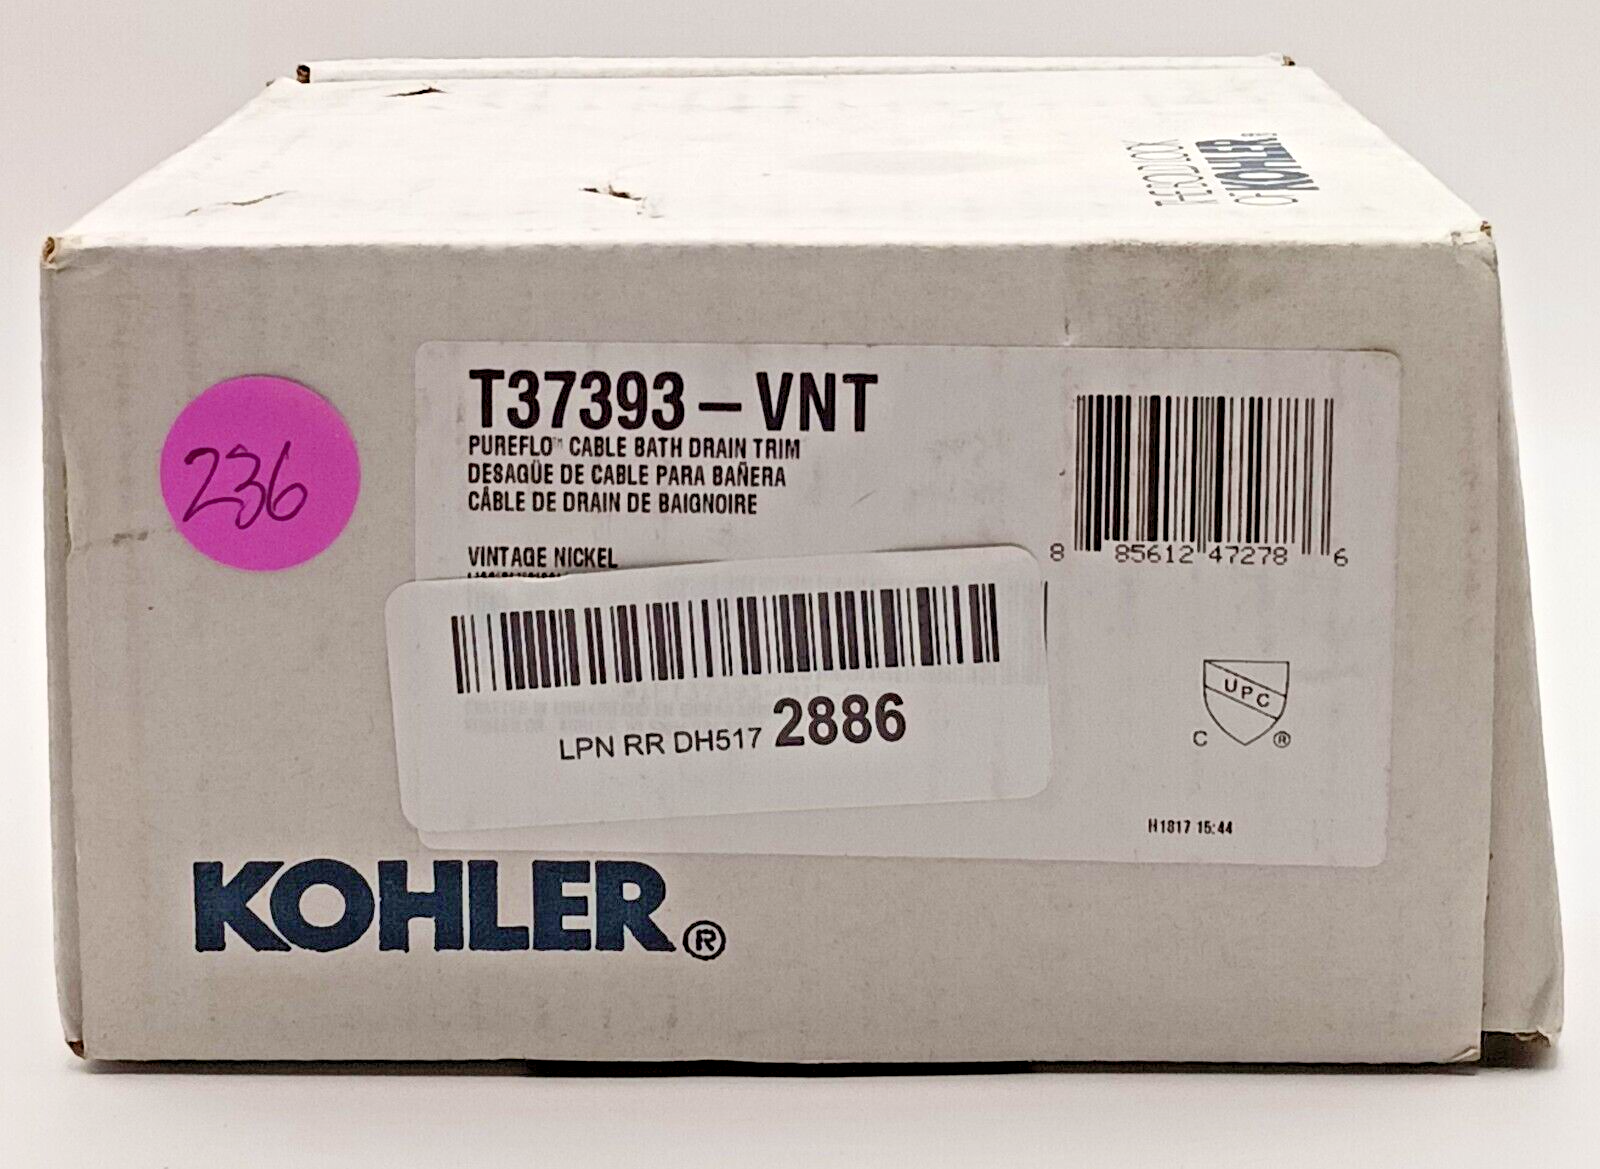 KOHLER®
T37393-VNT
PUREFLO™ CABLE BATH DRAIN TRIM
DESAGÜE DE CABLE PARA BAÑERA
CÂBLE DE DRAIN DE BAIGNOIRE
VINTAGE NICKEL
236
8 85612 47278 6
LPN RR DH517 2886
UPC
C ®
H1817 15:44
KOHLER®